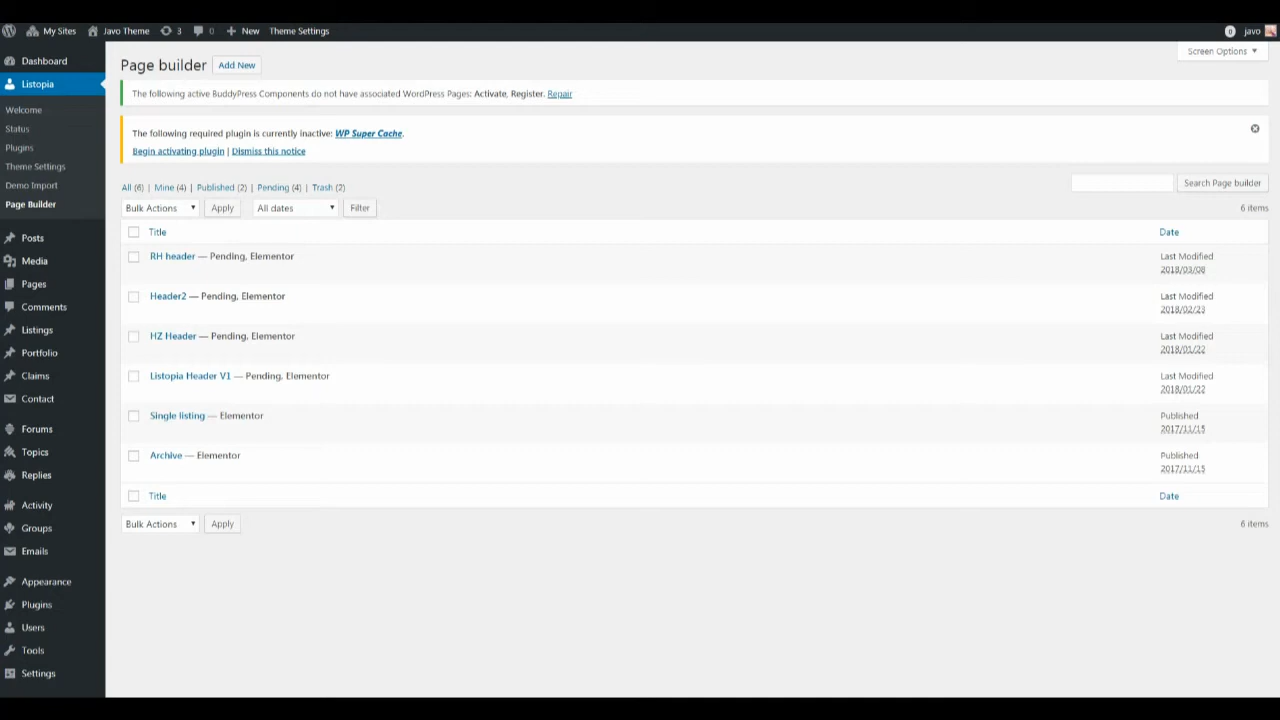 My Sites Javo Theme 3 0 New Theme Settings 0 javo
Screen Options
Dashboard
Listopia
Welcome
Status
Plugins
Theme Settings
Demo Import
Page Builder
Posts
Media
Pages
Comments
Listings
Portfolio
Claims
Contact
Forums
Topics
Replies
Activity
Groups
Emails
Appearance
Plugins
Users
Tools
Settings
Page builder Add New
The following active BuddyPress Components do not have associated WordPress Pages: Activate, Register. Repair
The following required plugin is currently inactive: WP Super Cache.
Begin activating plugin | Dismiss this notice
All (6) | Mine (4) | Published (2) | Pending (4) | Trash (2) Search Page builder
Bulk Actions Apply All dates Filter 6 items
Title Date
RH header — Pending, Elementor Last Modified
2018/03/08
Header2 — Pending, Elementor Last Modified
2018/02/23
HZ Header — Pending, Elementor Last Modified
2018/01/22
Listopia Header V1 — Pending, Elementor Last Modified
2018/01/22
Single listing — Elementor Published
2017/11/15
Archive — Elementor Published
2017/11/15
Title Date
Bulk Actions Apply 6 items